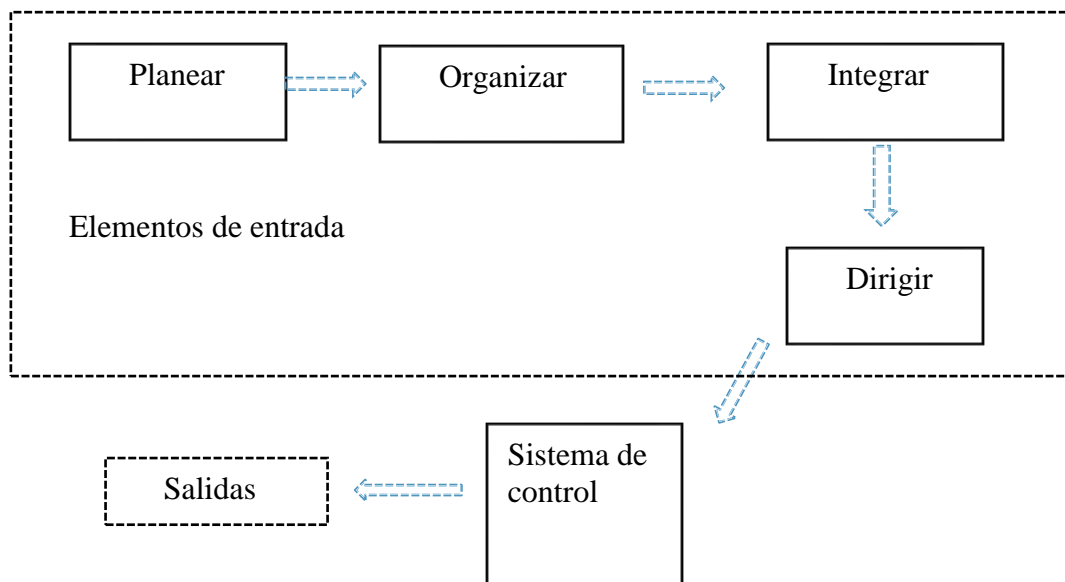 Planear
Organizar
Integrar
Elementos de entrada
Dirigir
Sistema de
control
Salidas